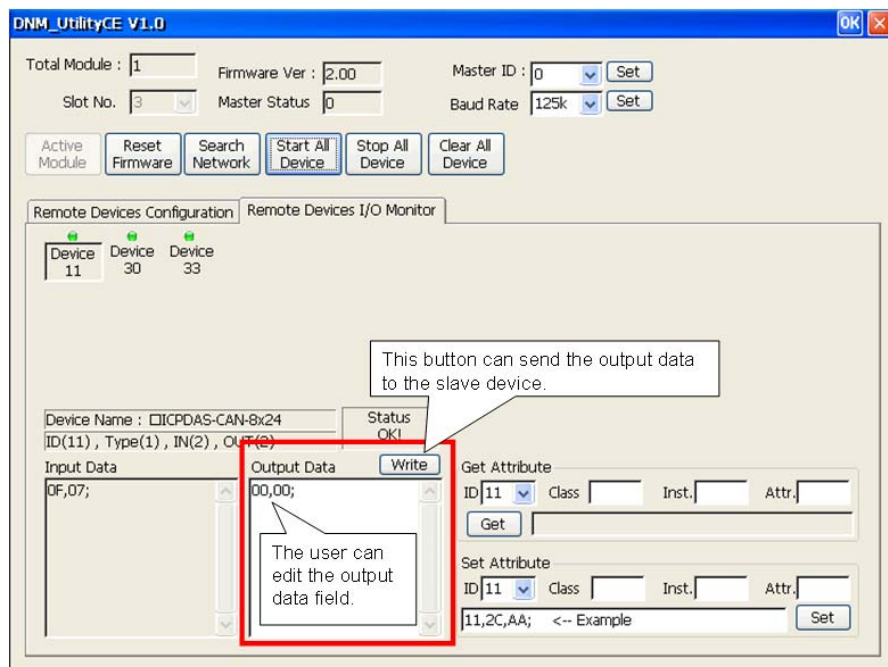 DNM_UtilityCE V1.0 OK
Total Module : 1 Firmware Ver : 2.00 Master ID : 0 Set
Slot No. 3 Master Status 0 Baud Rate 125k Set
Active Module Reset Firmware Search Network Start All Device Stop All Device Clear All Device
Remote Devices Configuration Remote Devices I/O Monitor
Device 11 Device 30 Device 33
This button can send the output data
to the slave device.
Device Name : □ICPDAS-CAN-8x24 Status
ID(11) , Type(1) , IN(2) , OUT(2) OK!
Input Data Output Data Write Get Attribute
0F,07; 00,00; ID 11 Class Inst. Attr.
Get
The user can
edit the output
data field.
Set Attribute
ID 11 Class Inst. Attr.
11,2C,AA; <-- Example Set